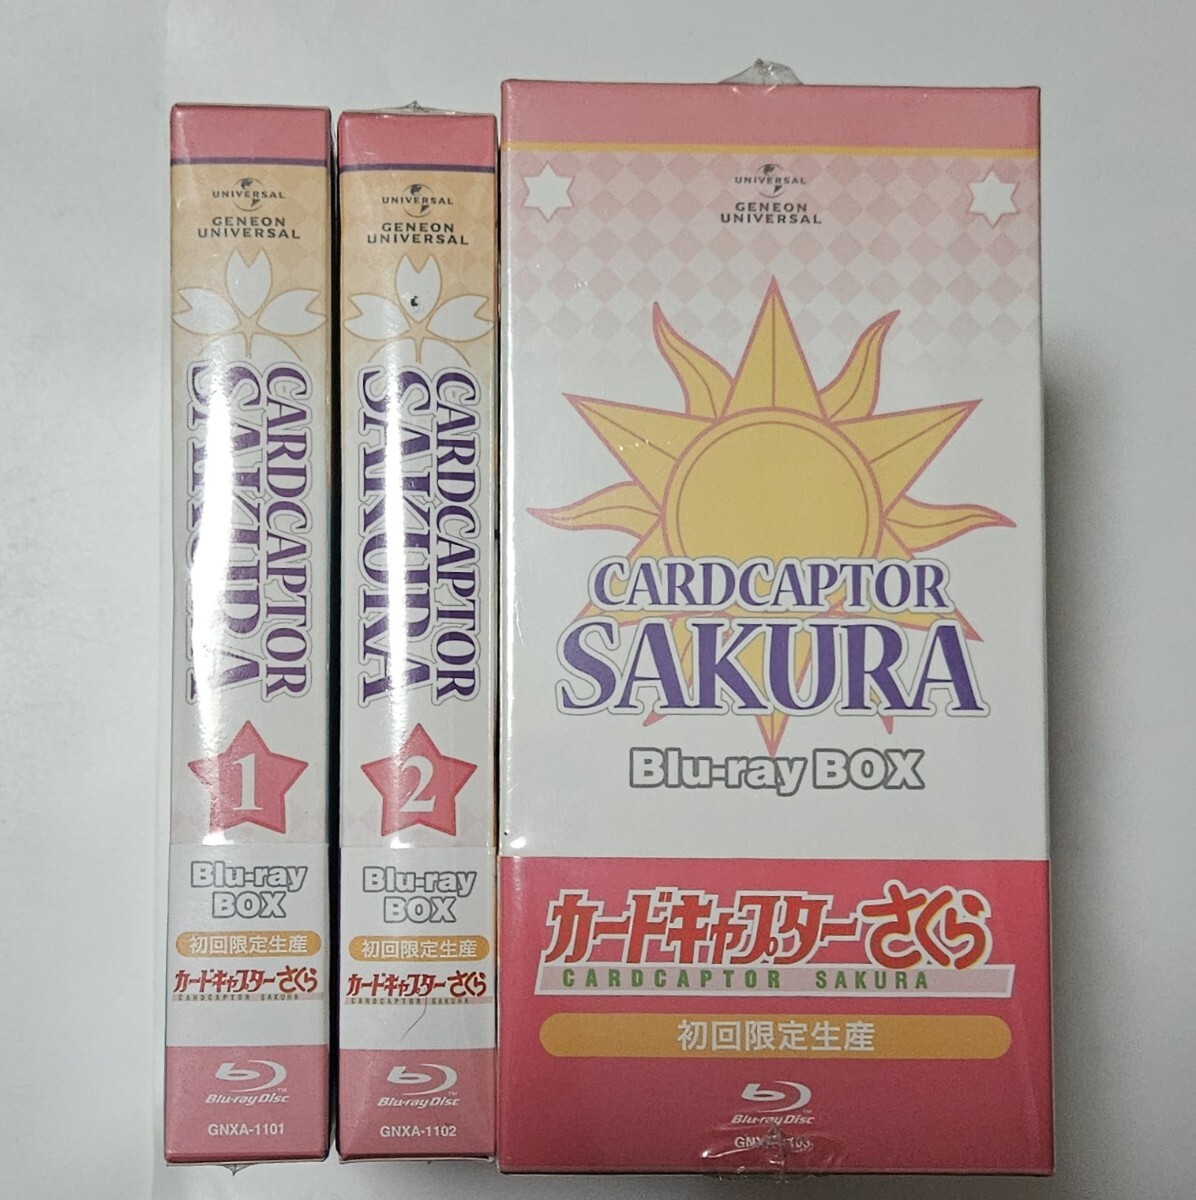 UNIVERSAL
GENEON
UNIVERSAL
CARDCAPTOR
SAKURA
1
Blu-ray
BOX
初回限定生産
カードキャプターさくら
CARDCAPTOR SAKURA
Blu-ray Disc™
GNXA-1101
UNIVERSAL
GENEON
UNIVERSAL
CARDCAPTOR
SAKURA
2
Blu-ray
BOX
初回限定生産
カードキャプターさくら
CARDCAPTOR SAKURA
Blu-ray Disc™
GNXA-1102
UNIVERSAL
GENEON
UNIVERSAL
CARDCAPTOR
SAKURA
Blu-ray BOX
カードキャプターさくら
CARDCAPTOR SAKURA
初回限定生産
Blu-ray Disc™